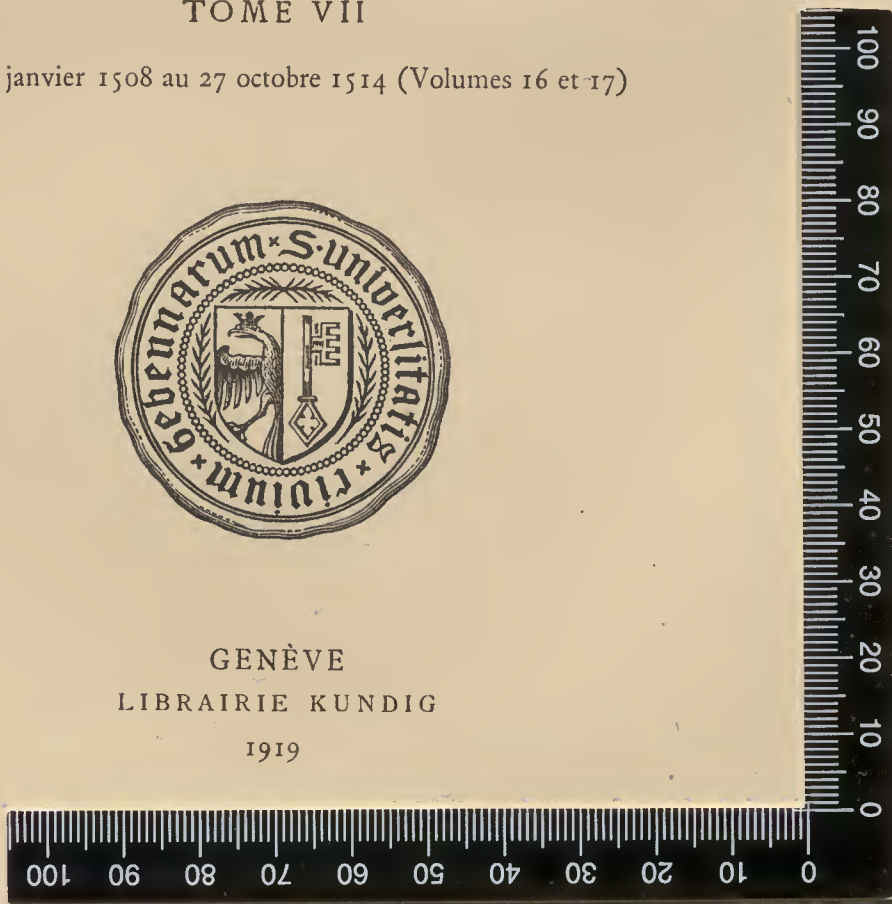 TOME VII
janvier 1508 au 27 octobre 1514 (Volumes 16 et 17)
S. universitatis × civium × gebennarum ×
GENÈVE
LIBRAIRIE KUNDIG
1919
100 90 80 70 60 50 40 30 20 10 0
100 90 80 70 60 50 40 30 20 10 0